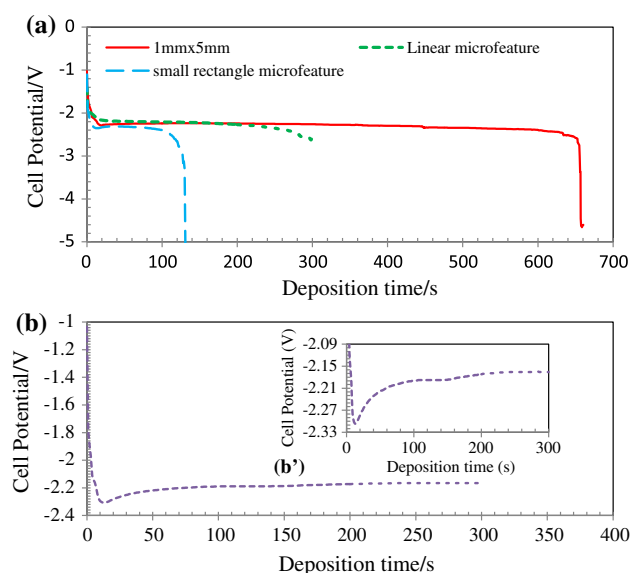 (a)
0
-1
-2
-3
-4
-5
Cell Potential/V
1mmx5mm
Linear microfeature
small rectangle microfeature
0 100 200 300 400 500 600 700
Deposition time/s
(b)
-1
-1.2
-1.4
-1.6
-1.8
-2
-2.2
-2.4
Cell Potential/V
-2.09
-2.15
-2.21
-2.27
-2.33
Cell Potential (V)
0 100 200 300
Deposition time (s)
(b')
0 50 100 150 200 250 300 350 400
Deposition time/s